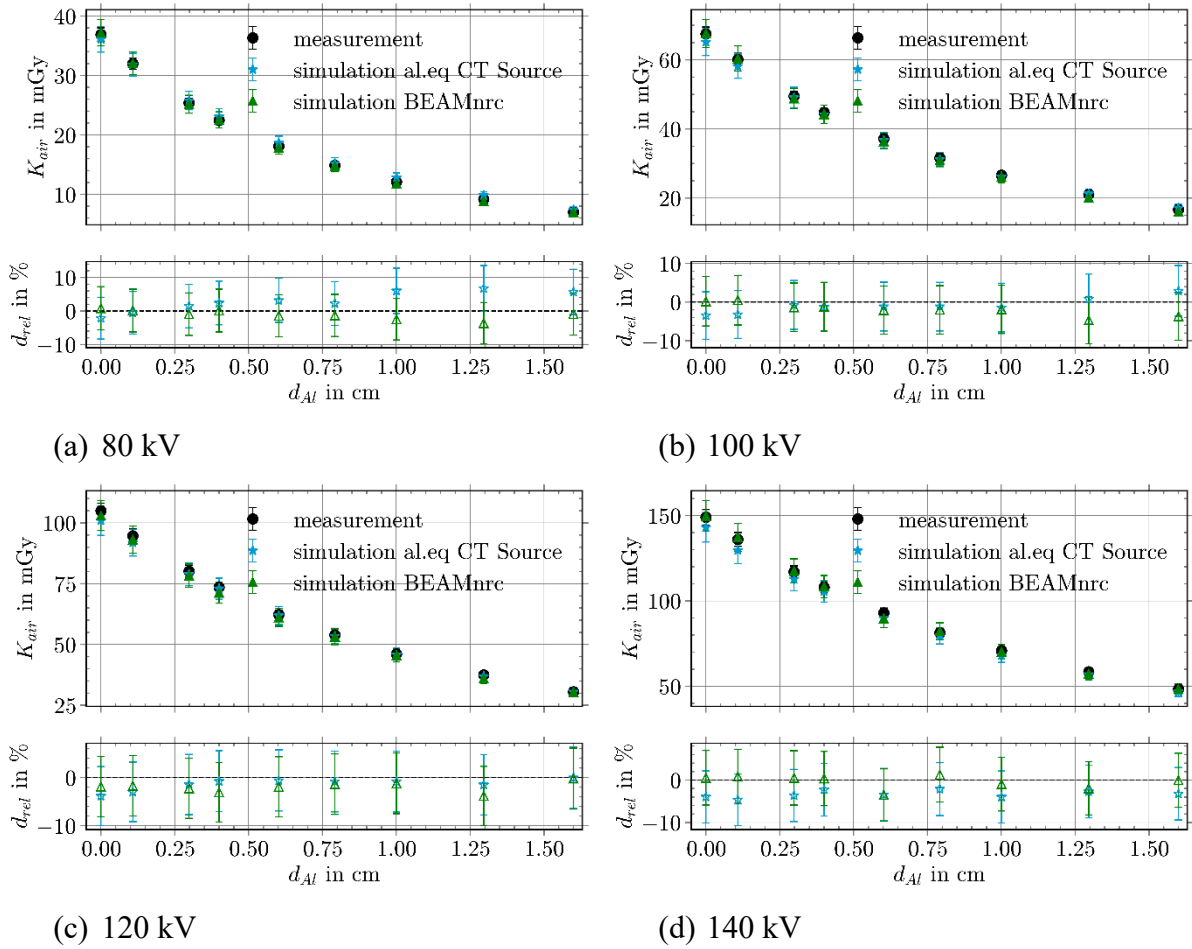 40
30
20
10
K_air in mGy
measurement
simulation al.eq CT Source
simulation BEAMnrc
10
0
−10
d_rel in %
0.00 0.25 0.50 0.75 1.00 1.25 1.50
d_Al in cm
(a) 80 kV
60
40
20
K_air in mGy
measurement
simulation al.eq CT Source
simulation BEAMnrc
10
0
−10
d_rel in %
0.00 0.25 0.50 0.75 1.00 1.25 1.50
d_Al in cm
(b) 100 kV
100
75
50
25
K_air in mGy
measurement
simulation al.eq CT Source
simulation BEAMnrc
0
−10
d_rel in %
0.00 0.25 0.50 0.75 1.00 1.25 1.50
d_Al in cm
(c) 120 kV
150
100
50
K_air in mGy
measurement
simulation al.eq CT Source
simulation BEAMnrc
0
−10
d_rel in %
0.00 0.25 0.50 0.75 1.00 1.25 1.50
d_Al in cm
(d) 140 kV